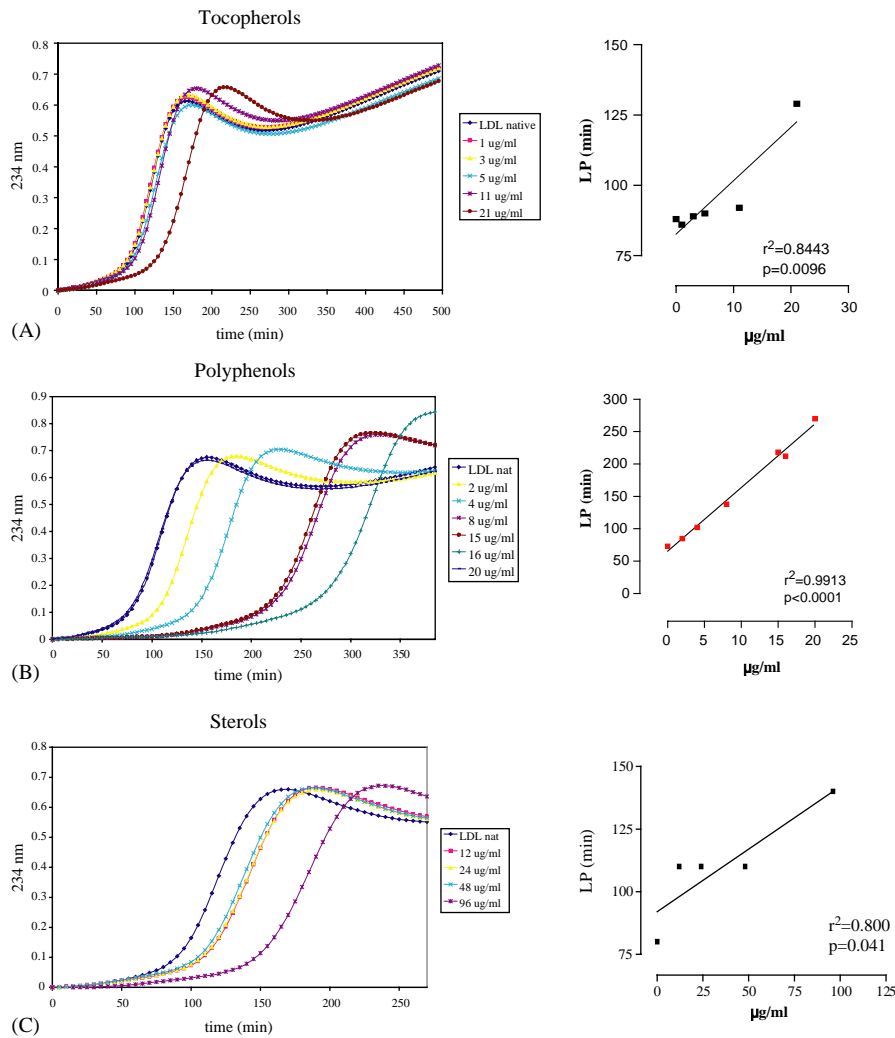 Tocopherols
0.8
0.7
0.6
0.5
0.4
0.3
0.2
0.1
0
234 nm
0 50 100 150 200 250 300 350 400 450 500
time (min)
(A)
LDL native
1 ug/ml
3 ug/ml
5 ug/ml
11 ug/ml
21 ug/ml
150
125
100
75
LP (min)
r²=0.8443
p=0.0096
0 10 20 30
µg/ml
Polyphenols
0.9
0.8
0.7
0.6
0.5
0.4
0.3
0.2
0.1
0
234 nm
0 50 100 150 200 250 300 350
time (min)
(B)
LDL nat
2 ug/ml
4 ug/ml
8 ug/ml
15 ug/ml
16 ug/ml
20 ug/ml
300
250
200
150
100
50
0
LP (min)
r²=0.9913
p<0.0001
0 5 10 15 20 25
µg/ml
Sterols
0.8
0.7
0.6
0.5
0.4
0.3
0.2
0.1
0
234 nm
0 50 100 150 200 250
time (min)
(C)
LDL nat
12 ug/ml
24 ug/ml
48 ug/ml
96 ug/ml
150
125
100
75
LP (min)
r²=0.800
p=0.041
0 25 50 75 100 125
µg/ml